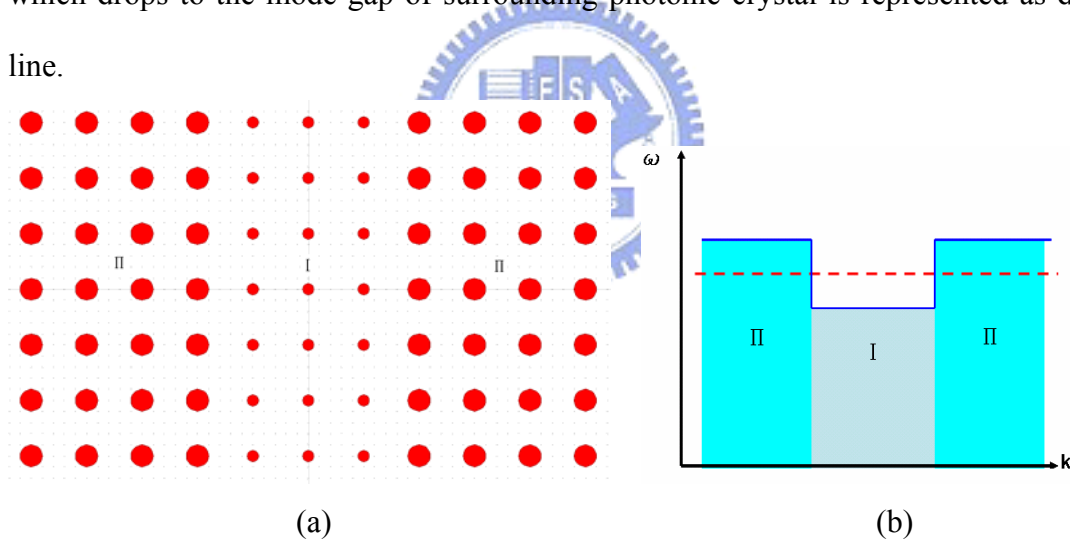 which drops to the mode gap of surrounding photonic crystal is represented as d
line.
II I II
ω
II I II
k
(a) (b)